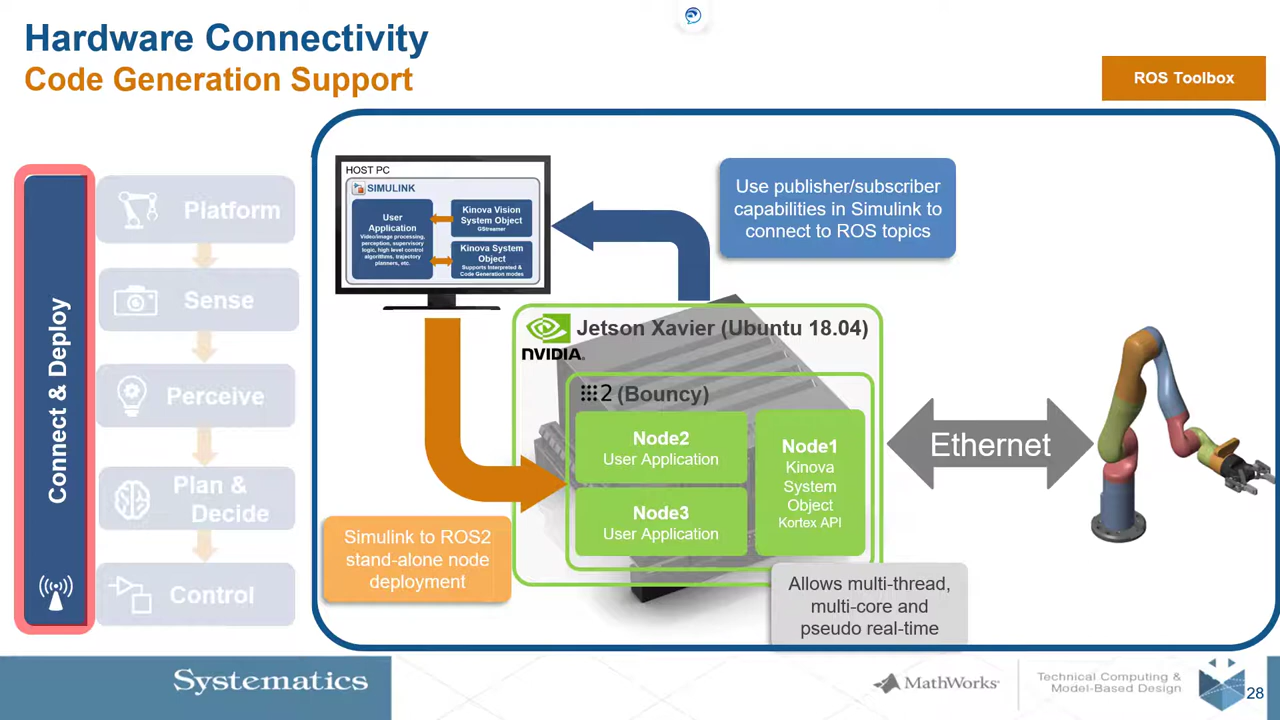 Hardware Connectivity
Code Generation Support
ROS Toolbox
Connect & Deploy
Platform
Sense
Perceive
Plan &
Decide
Control
HOST PC
SIMULINK
User
Application
Video/image processing,
perception, supervisory
logic, high level control
algorithms, trajectory
planners, etc.
Kinova Vision
System Object
GStreamer
Kinova System
Object
Supports Interpreted &
Code Generation modes
Use publisher/subscriber
capabilities in Simulink to
connect to ROS topics
NVIDIA.
Jetson Xavier (Ubuntu 18.04)
2 (Bouncy)
Node2
User Application
Node3
User Application
Node1
Kinova
System
Object
Kortex API
Ethernet
Simulink to ROS2
stand-alone node
deployment
Allows multi-thread,
multi-core and
pseudo real-time
Systematics
MathWorks
Technical Computing &
Model-Based Design
28